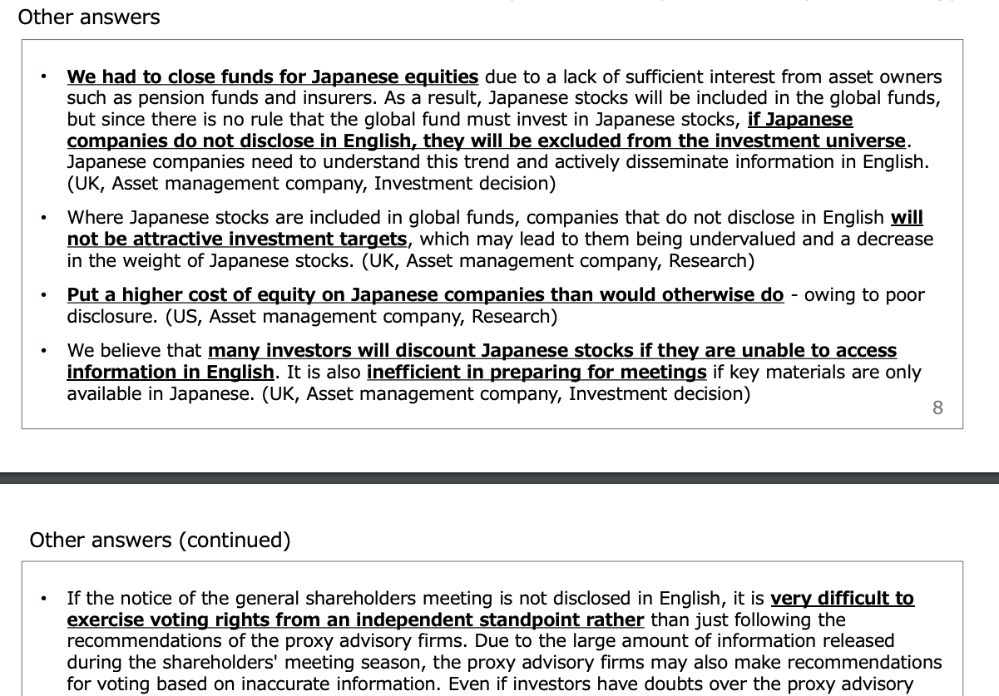 Other answers
• We had to close funds for Japanese equities due to a lack of sufficient interest from asset owners
such as pension funds and insurers. As a result, Japanese stocks will be included in the global funds,
but since there is no rule that the global fund must invest in Japanese stocks, if Japanese
companies do not disclose in English, they will be excluded from the investment universe.
Japanese companies need to understand this trend and actively disseminate information in English.
(UK, Asset management company, Investment decision)
• Where Japanese stocks are included in global funds, companies that do not disclose in English will
not be attractive investment targets, which may lead to them being undervalued and a decrease
in the weight of Japanese stocks. (UK, Asset management company, Research)
• Put a higher cost of equity on Japanese companies than would otherwise do - owing to poor
disclosure. (US, Asset management company, Research)
• We believe that many investors will discount Japanese stocks if they are unable to access
information in English. It is also inefficient in preparing for meetings if key materials are only
available in Japanese. (UK, Asset management company, Investment decision)
8
Other answers (continued)
• If the notice of the general shareholders meeting is not disclosed in English, it is very difficult to
exercise voting rights from an independent standpoint rather than just following the
recommendations of the proxy advisory firms. Due to the large amount of information released
during the shareholders' meeting season, the proxy advisory firms may also make recommendations
for voting based on inaccurate information. Even if investors have doubts over the proxy advisory